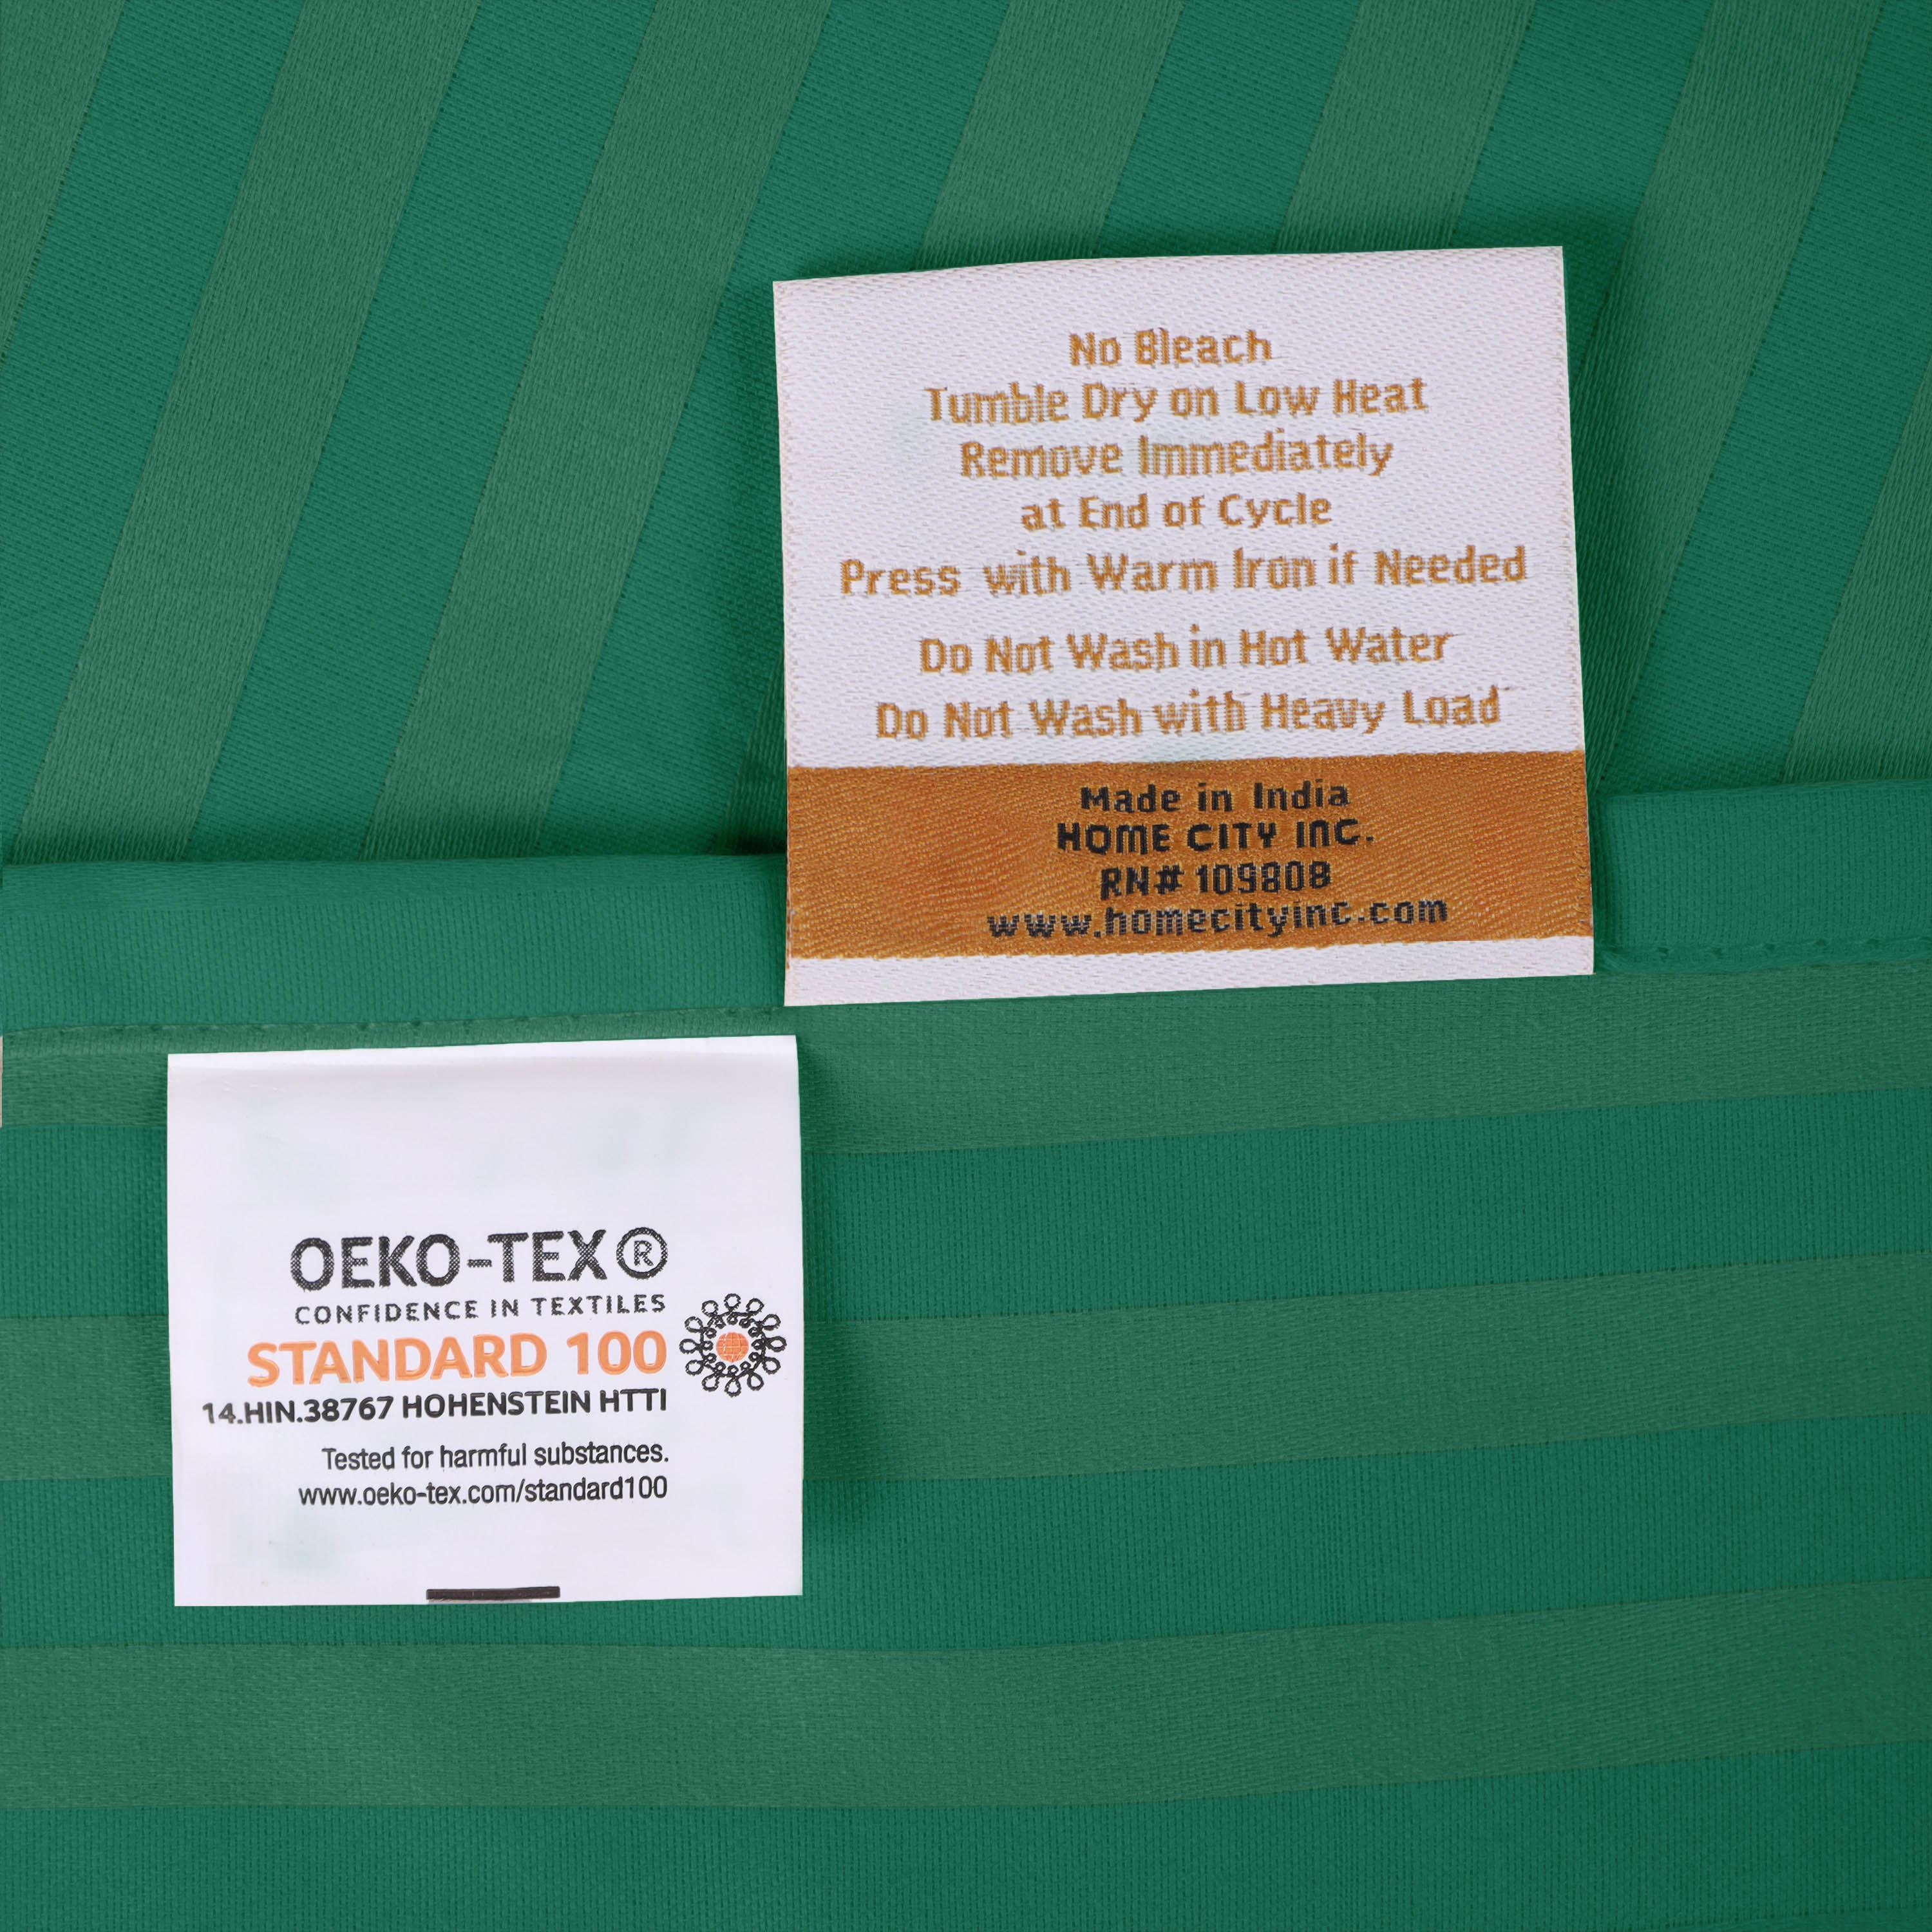 No Bleach
Tumble Dry on Low Heat
Remove Immediately
at End of Cycle
Press with Warm Iron if Needed
Do Not Wash in Hot Water
Do Not Wash with Heavy Load
Made in India
HOME CITY INC.
RN# 109808
www.homecityinc.com
OEKO-TEX®
CONFIDENCE IN TEXTILES
STANDARD 100
14.HIN.38767 HOHENSTEIN HTTI
Tested for harmful substances.
www.oeko-tex.com/standard100